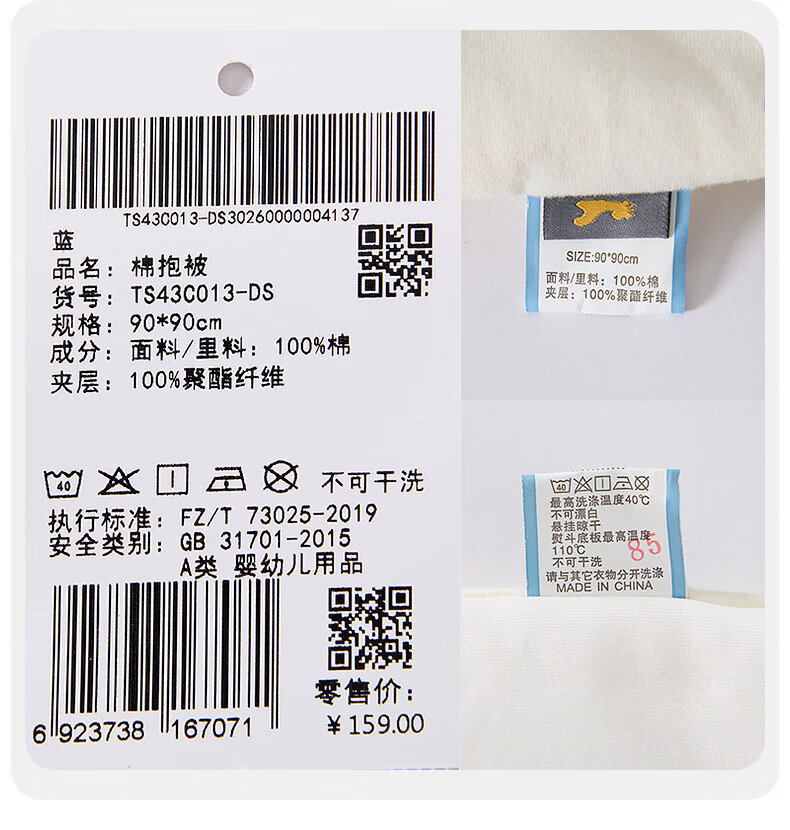 TS43C013-DS30260000004137
蓝
品名：棉抱被
货号：TS43C013-DS
规格：90*90cm
成分：面料/里料：100%棉
夹层：100%聚酯纤维
40
不可干洗
执行标准：FZ/T 73025-2019
安全类别：GB 31701-2015
A类 婴幼儿用品
6 923738 167071
零售价：
¥159.00
SIZE:90*90cm
面料/里料：100%棉
夹层：100%聚酯纤维
40
最高洗涤温度40℃
不可漂白
悬挂晾干
熨斗底板最高温度
110℃
不可干洗
85
请与其它衣物分开洗涤
MADE IN CHINA